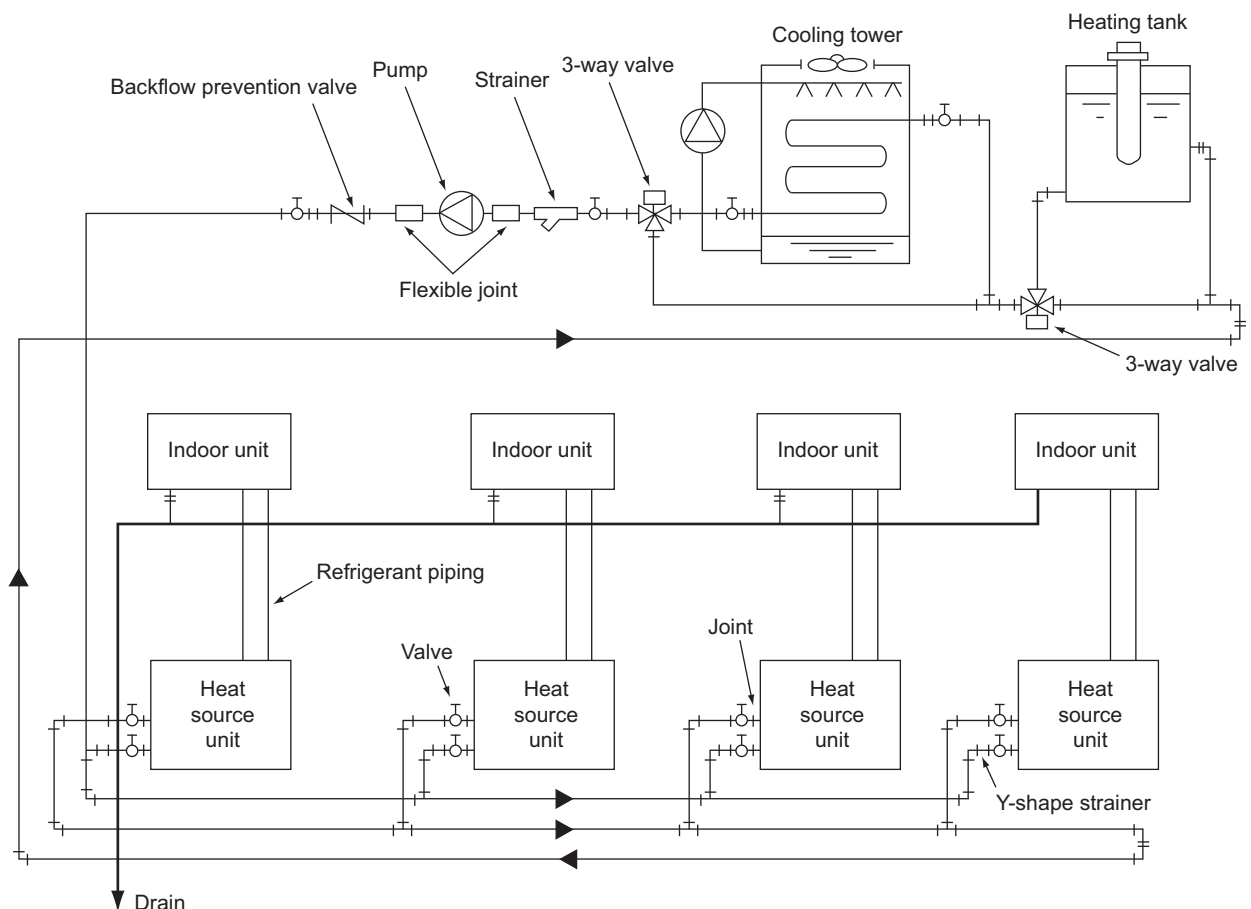 Heating tank
Cooling tower
3-way valve
Pump
Strainer
Backflow prevention valve
Flexible joint
3-way valve
Indoor unit
Indoor unit
Indoor unit
Indoor unit
Refrigerant piping
Joint
Valve
Heat
source
unit
Heat
source
unit
Heat
source
unit
Heat
source
unit
Y-shape strainer
Drain